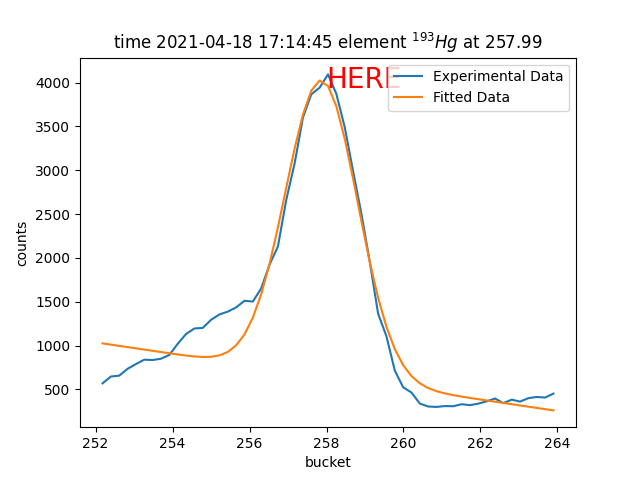 time 2021-04-18 17:14:45 element ¹⁹³Hg at 257.99
HERE
Experimental Data
Fitted Data
counts
4000
3500
3000
2500
2000
1500
1000
500
252 254 256 258 260 262 264
bucket